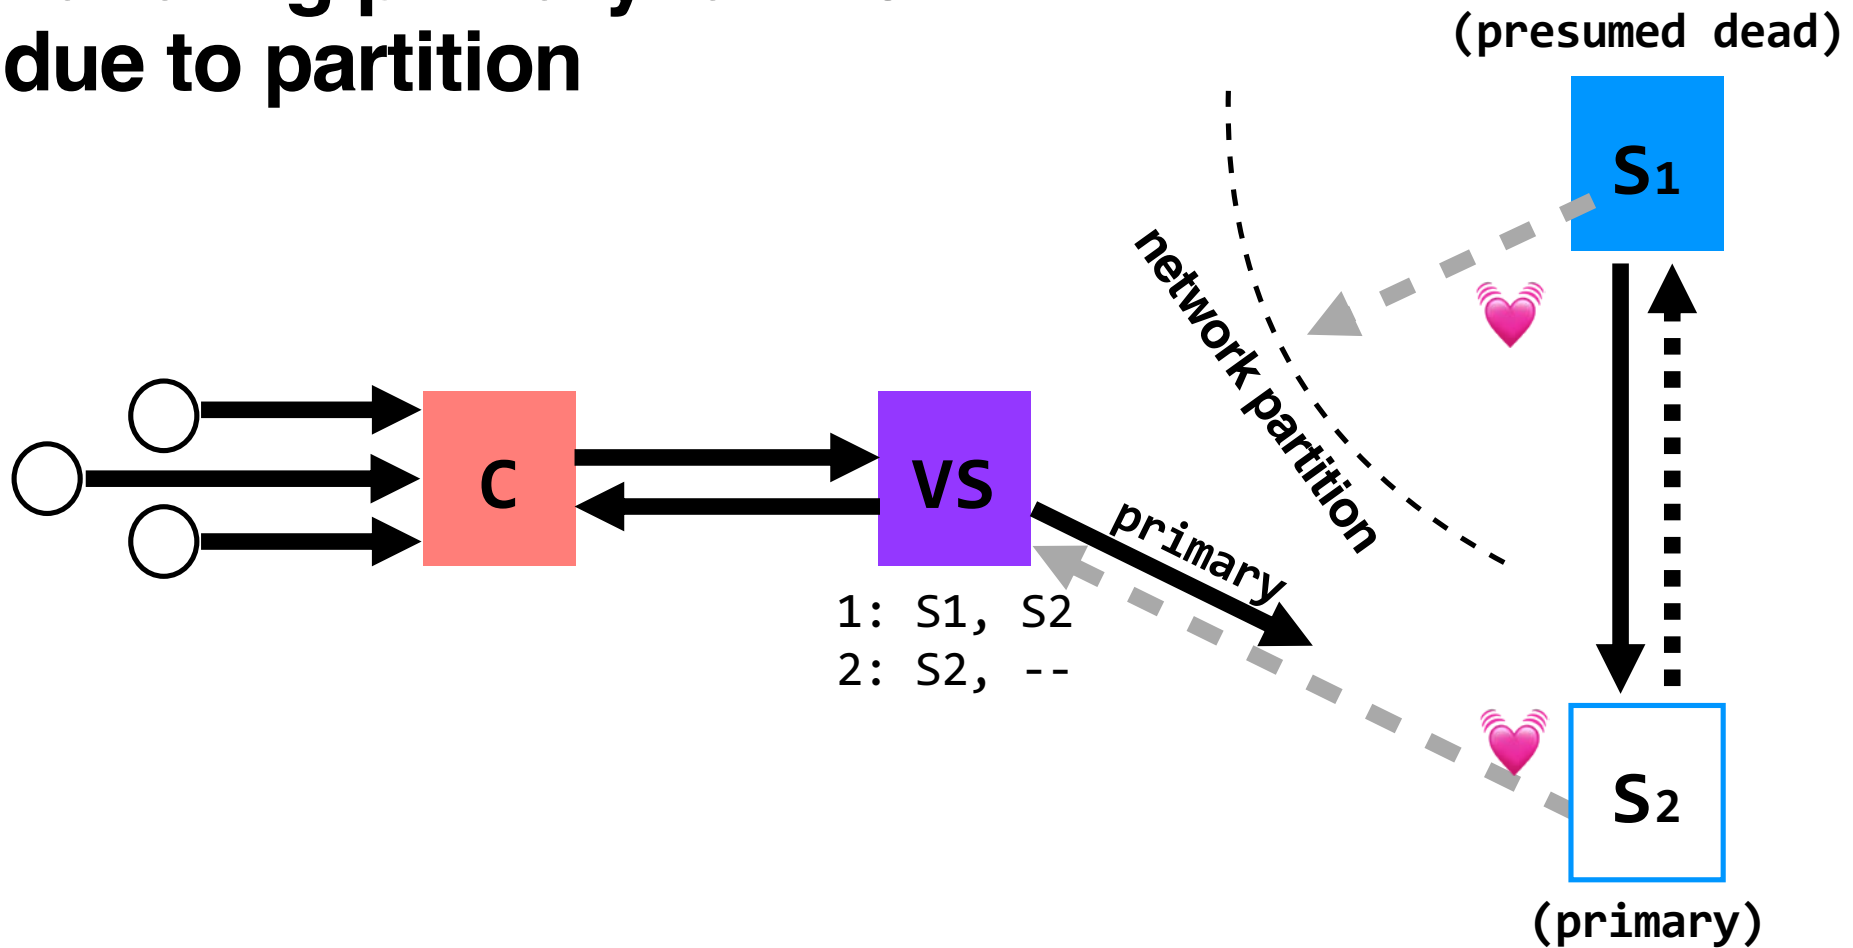 due to partition
(presumed dead)
S1
network partition
C
VS
primary
1: S1, S2
2: S2, --
S2
(primary)